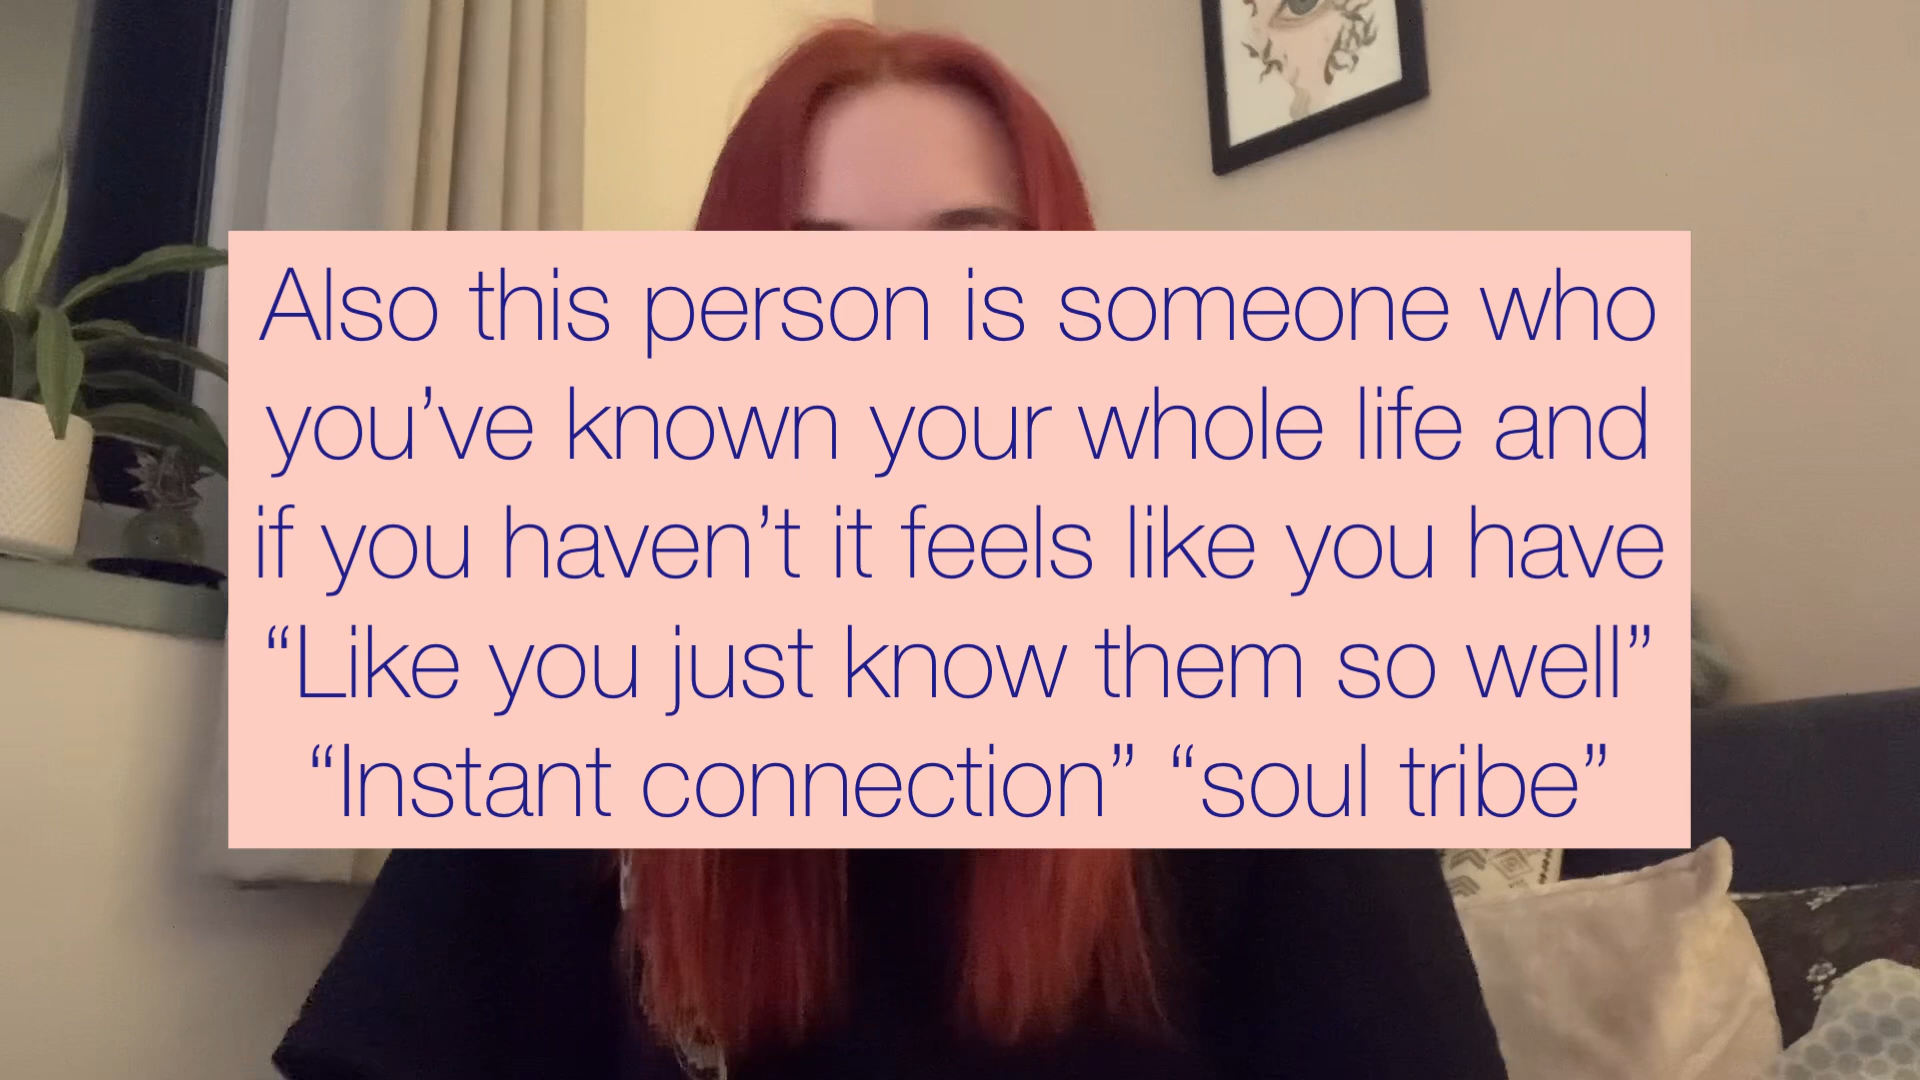 Also this person is someone who
you’ve known your whole life and
if you haven’t it feels like you have
“Like you just know them so well”
“Instant connection” “soul tribe”